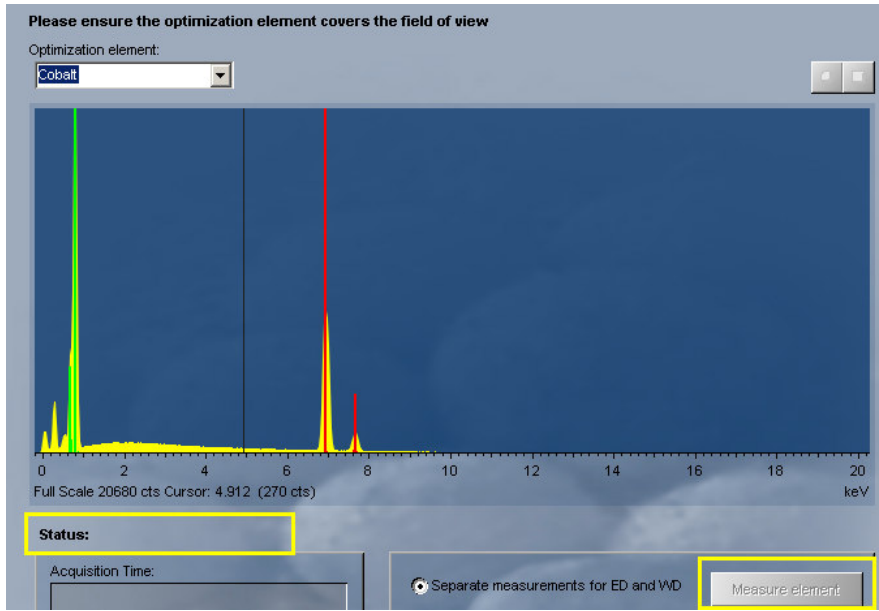 Please ensure the optimization element covers the field of view
Optimization element:
Cobalt
0 2 4 6 8 10 12 14 16 18 20
Full Scale 20680 cts Cursor: 4.912 (270 cts) keV
Status:
Acquisition Time:
Separate measurements for ED and WD
Measure element